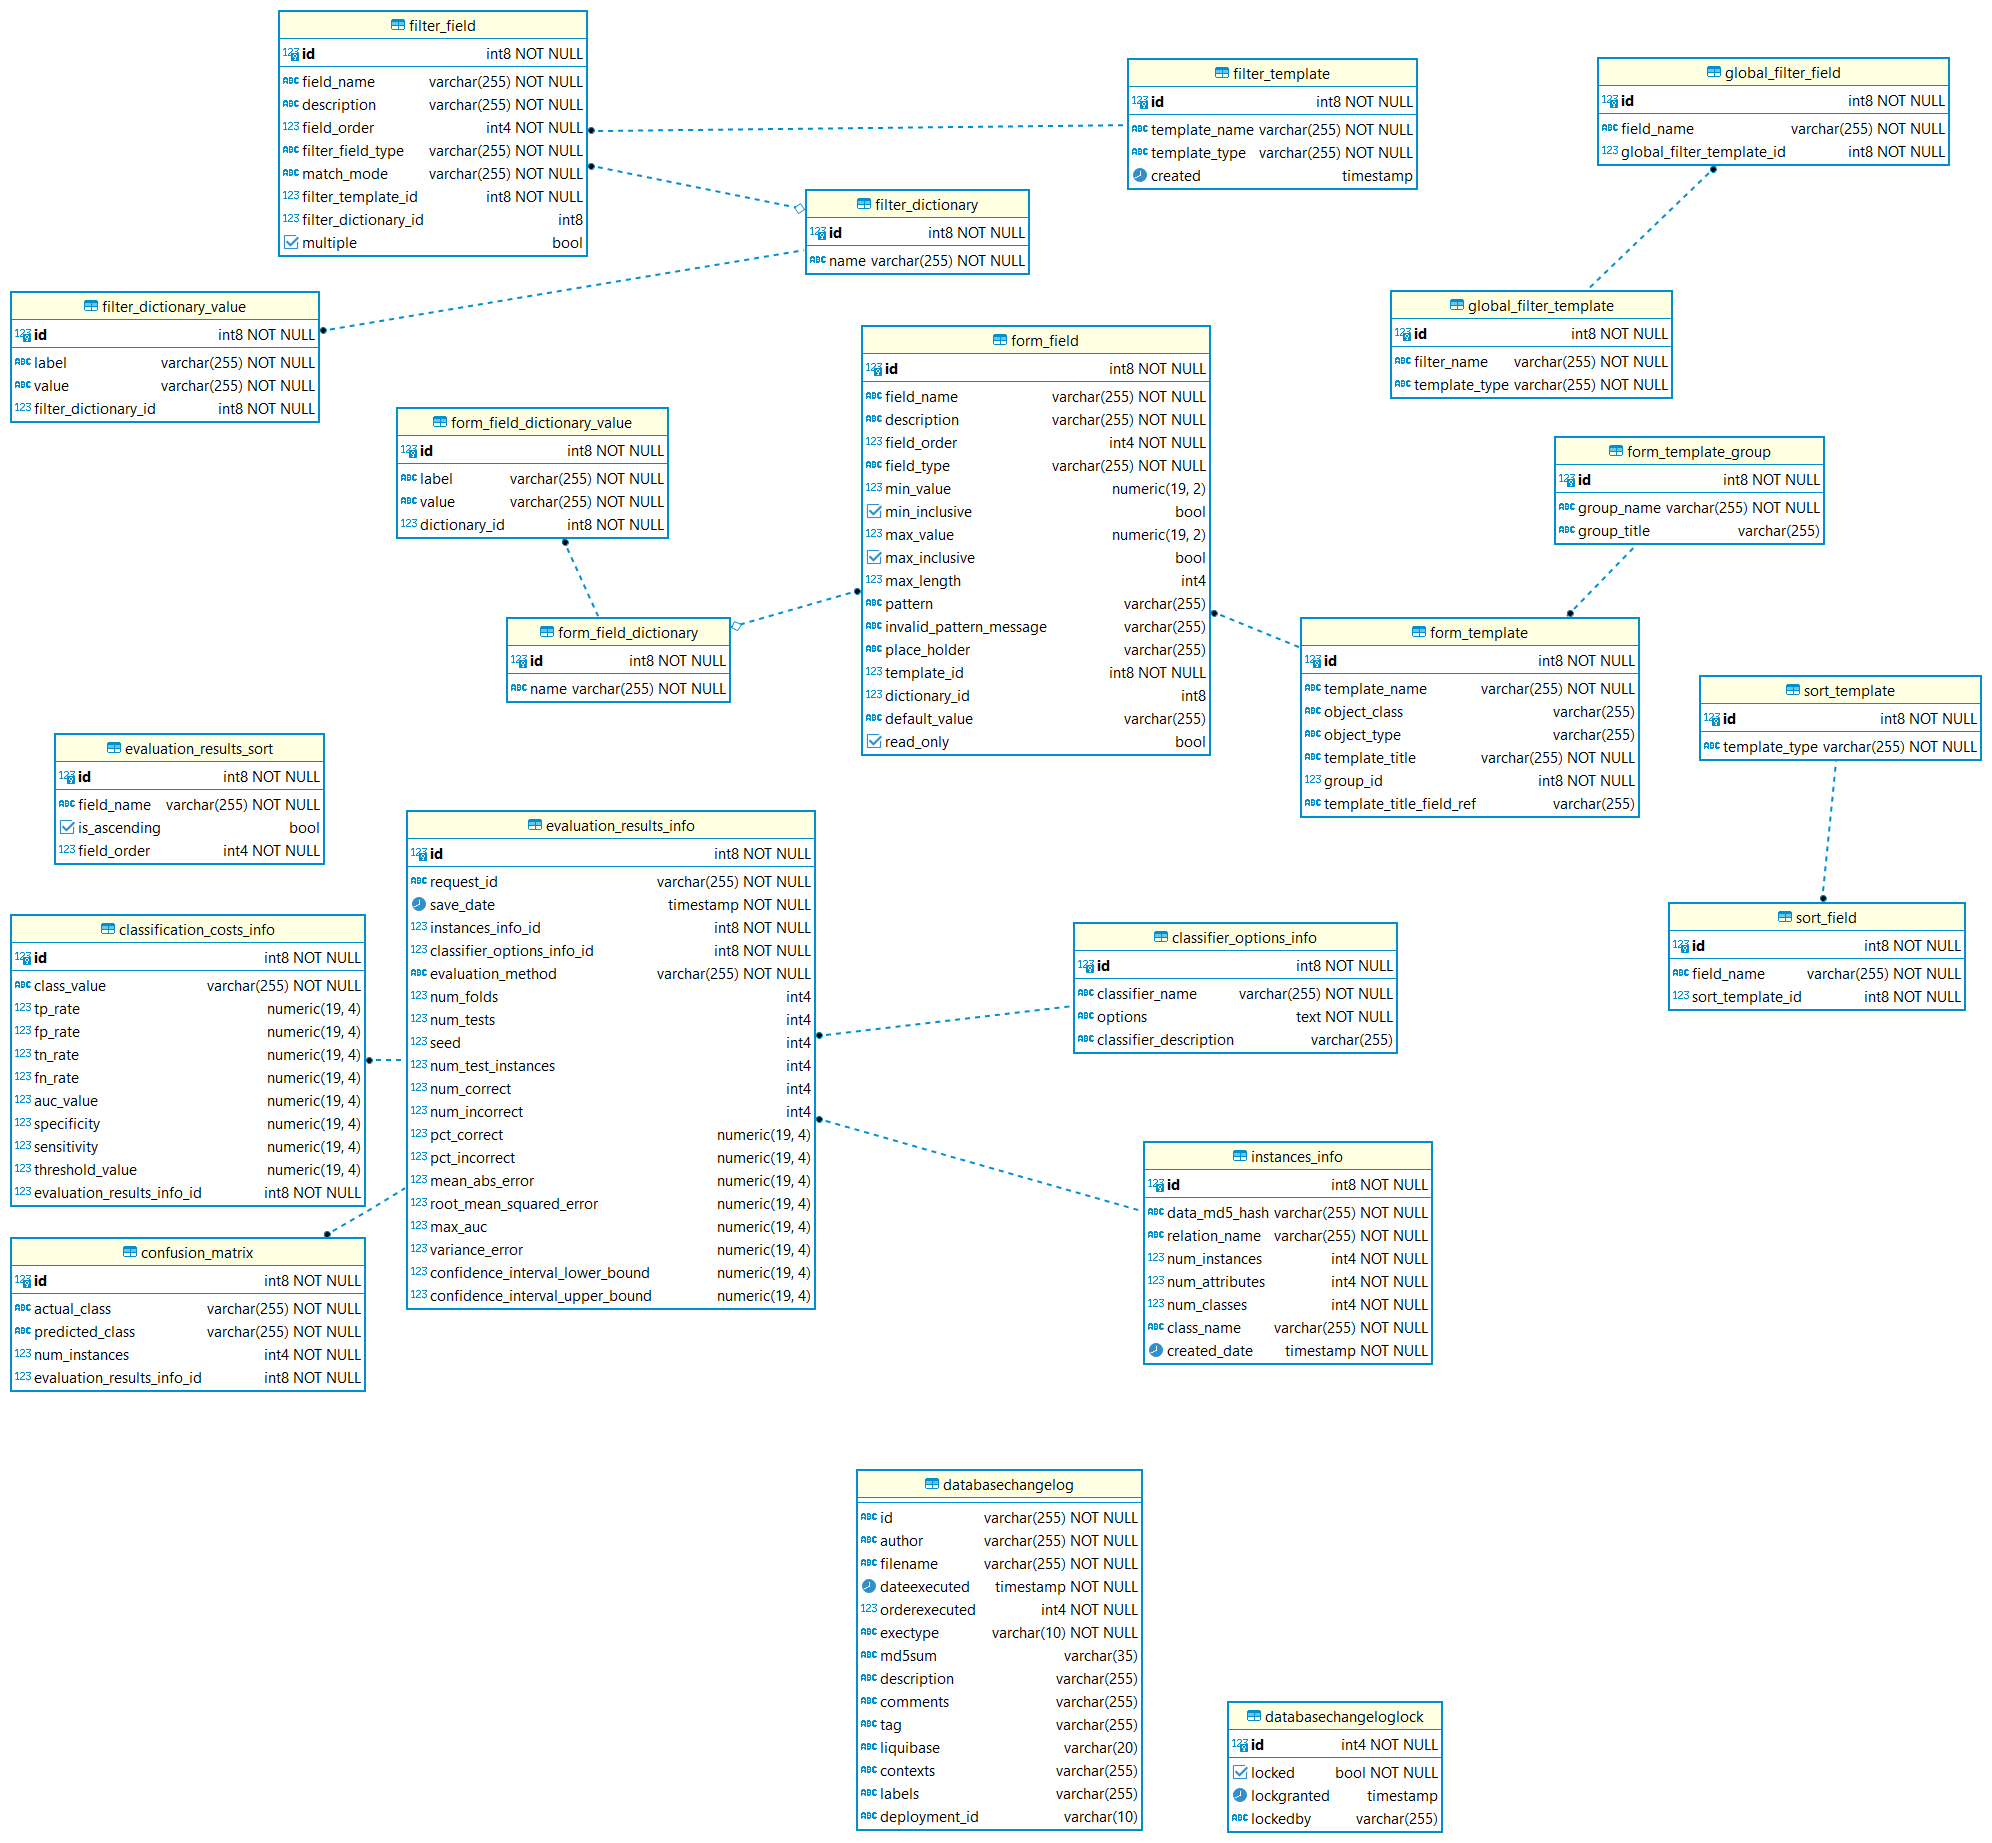 filter_field
id int8 NOT NULL
field_name varchar(255) NOT NULL
description varchar(255) NOT NULL
field_order int4 NOT NULL
filter_field_type varchar(255) NOT NULL
match_mode varchar(255) NOT NULL
filter_template_id int8 NOT NULL
filter_dictionary_id int8
multiple bool
filter_template
id int8 NOT NULL
template_name varchar(255) NOT NULL
template_type varchar(255) NOT NULL
created timestamp
global_filter_field
id int8 NOT NULL
field_name varchar(255) NOT NULL
global_filter_template_id int8 NOT NULL
filter_dictionary
id int8 NOT NULL
name varchar(255) NOT NULL
filter_dictionary_value
id int8 NOT NULL
label varchar(255) NOT NULL
value varchar(255) NOT NULL
filter_dictionary_id int8 NOT NULL
global_filter_template
id int8 NOT NULL
filter_name varchar(255) NOT NULL
template_type varchar(255) NOT NULL
form_field
id int8 NOT NULL
field_name varchar(255) NOT NULL
description varchar(255) NOT NULL
field_order int4 NOT NULL
field_type varchar(255) NOT NULL
min_value numeric(19, 2)
min_inclusive bool
max_value numeric(19, 2)
max_inclusive bool
max_length int4
pattern varchar(255)
invalid_pattern_message varchar(255)
place_holder varchar(255)
template_id int8 NOT NULL
dictionary_id int8
default_value varchar(255)
read_only bool
form_field_dictionary_value
id int8 NOT NULL
label varchar(255) NOT NULL
value varchar(255) NOT NULL
dictionary_id int8 NOT NULL
form_template_group
id int8 NOT NULL
group_name varchar(255) NOT NULL
group_title varchar(255)
form_field_dictionary
id int8 NOT NULL
name varchar(255) NOT NULL
form_template
id int8 NOT NULL
template_name varchar(255) NOT NULL
object_class varchar(255)
object_type varchar(255)
template_title varchar(255) NOT NULL
group_id int8 NOT NULL
template_title_field_ref varchar(255)
sort_template
id int8 NOT NULL
template_type varchar(255) NOT NULL
evaluation_results_sort
id int8 NOT NULL
field_name varchar(255) NOT NULL
is_ascending bool
field_order int4 NOT NULL
evaluation_results_info
id int8 NOT NULL
request_id varchar(255) NOT NULL
save_date timestamp NOT NULL
instances_info_id int8 NOT NULL
classifier_options_info_id int8 NOT NULL
evaluation_method varchar(255) NOT NULL
num_folds int4
num_tests int4
seed int4
num_test_instances int4
num_correct int4
num_incorrect int4
pct_correct numeric(19, 4)
pct_incorrect numeric(19, 4)
mean_abs_error numeric(19, 4)
root_mean_squared_error numeric(19, 4)
max_auc numeric(19, 4)
variance_error numeric(19, 4)
confidence_interval_lower_bound numeric(19, 4)
confidence_interval_upper_bound numeric(19, 4)
sort_field
id int8 NOT NULL
field_name varchar(255) NOT NULL
sort_template_id int8 NOT NULL
classification_costs_info
id int8 NOT NULL
class_value varchar(255) NOT NULL
tp_rate numeric(19, 4)
fp_rate numeric(19, 4)
tn_rate numeric(19, 4)
fn_rate numeric(19, 4)
auc_value numeric(19, 4)
specificity numeric(19, 4)
sensitivity numeric(19, 4)
threshold_value numeric(19, 4)
evaluation_results_info_id int8 NOT NULL
classifier_options_info
id int8 NOT NULL
classifier_name varchar(255) NOT NULL
options text NOT NULL
classifier_description varchar(255)
instances_info
id int8 NOT NULL
data_md5_hash varchar(255) NOT NULL
relation_name varchar(255) NOT NULL
num_instances int4 NOT NULL
num_attributes int4 NOT NULL
num_classes int4 NOT NULL
class_name varchar(255) NOT NULL
created_date timestamp NOT NULL
confusion_matrix
id int8 NOT NULL
actual_class varchar(255) NOT NULL
predicted_class varchar(255) NOT NULL
num_instances int4 NOT NULL
evaluation_results_info_id int8 NOT NULL
databasechangelog
id varchar(255) NOT NULL
author varchar(255) NOT NULL
filename varchar(255) NOT NULL
dateexecuted timestamp NOT NULL
orderexecuted int4 NOT NULL
exectype varchar(10) NOT NULL
md5sum varchar(35)
description varchar(255)
comments varchar(255)
tag varchar(255)
liquibase varchar(20)
contexts varchar(255)
labels varchar(255)
deployment_id varchar(10)
databasechangeloglock
id int4 NOT NULL
locked bool NOT NULL
lockgranted timestamp
lockedby varchar(255)